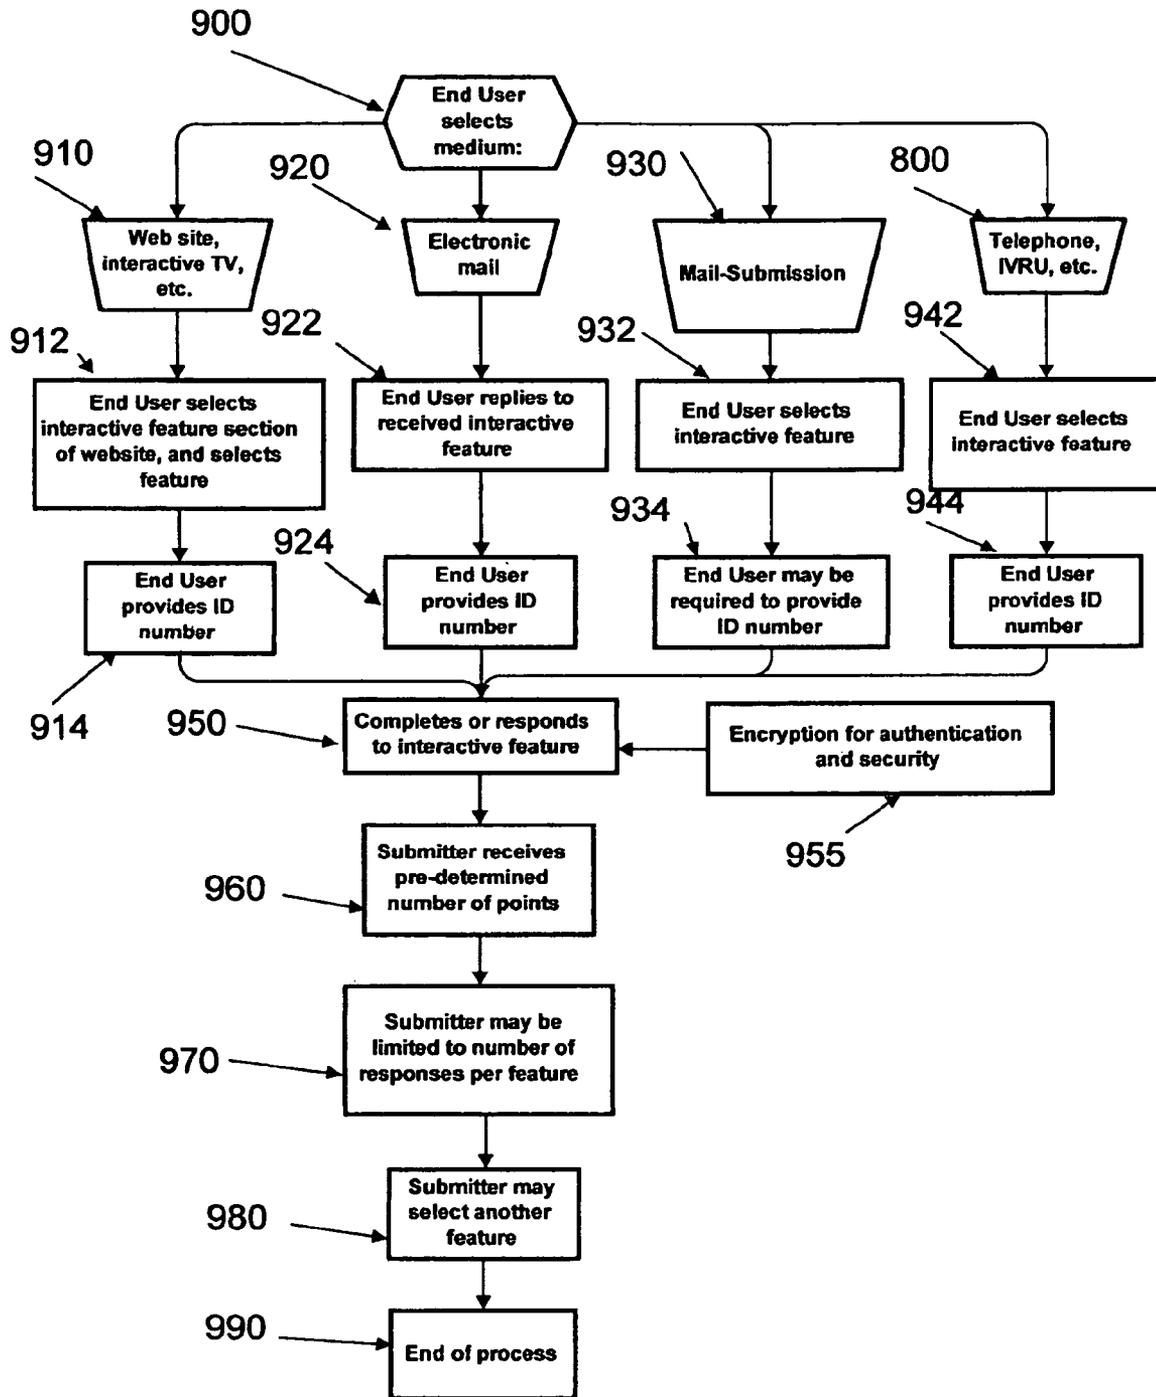 900
End User
selects
medium:
910
920
930
800
Web site,
interactive TV,
etc.
Electronic
mail
Mail-Submission
Telephone,
IVRU, etc.
912
922
932
942
End User selects
interactive feature section
of website, and selects
feature
End User replies to
received interactive
feature
End User selects
interactive feature
End User selects
interactive feature
924
934
944
End User
provides ID
number
End User
provides ID
number
End User may be
required to provide
ID number
End User
provides ID
number
914
950
Completes or responds
to interactive feature
Encryption for authentication
and security
955
960
Submitter receives
pre-determined
number of points
970
Submitter may be
limited to number of
responses per feature
980
Submitter may
select another
feature
990
End of process